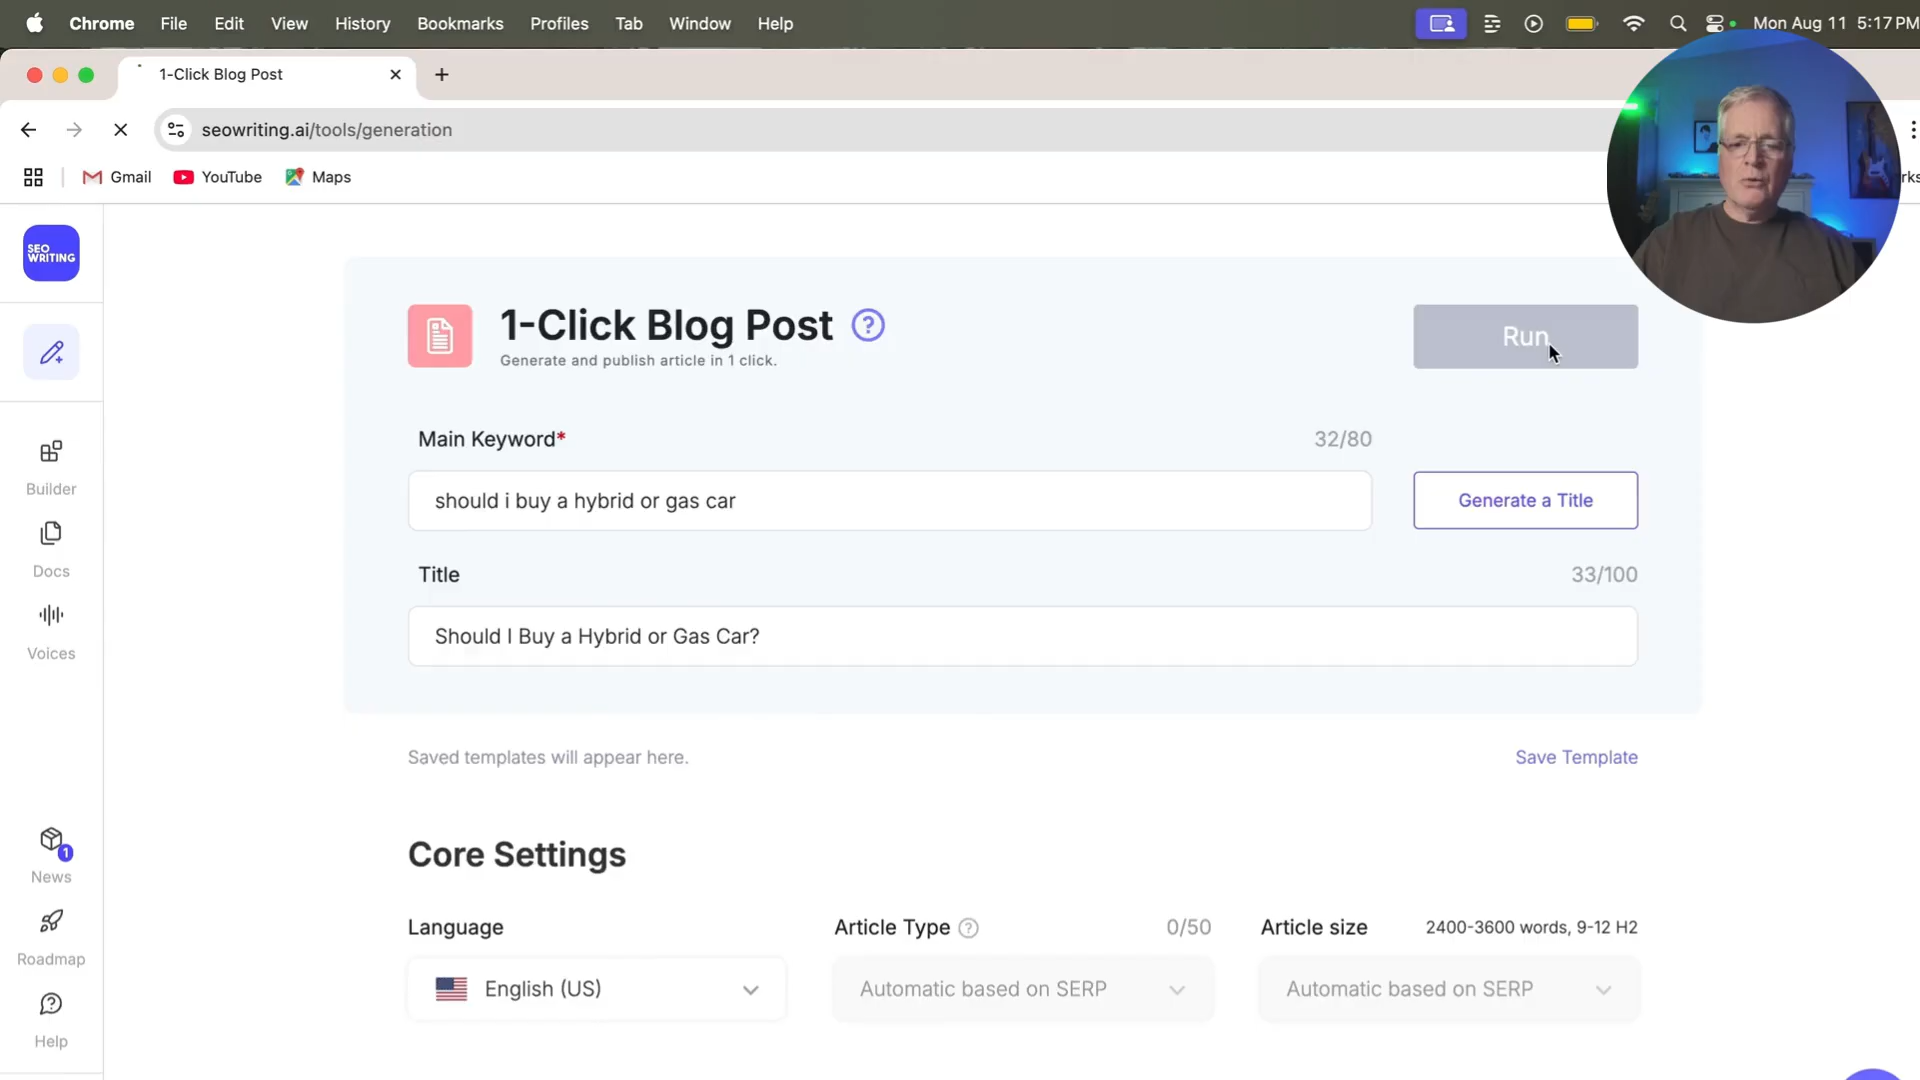 Chrome File Edit View History Bookmarks Profiles Tab Window Help Mon Aug 11 5:17 PM
1-Click Blog Post
seowriting.ai/tools/generation
Gmail YouTube Maps
SEO
WRITING
1-Click Blog Post ?
Generate and publish article in 1 click.
Run
Main Keyword* 32/80
should i buy a hybrid or gas car
Generate a Title
Title 33/100
Should I Buy a Hybrid or Gas Car?
Saved templates will appear here. Save Template
Core Settings
Language Article Type ? 0/50 Article size 2400-3600 words, 9-12 H2
English (US) Automatic based on SERP Automatic based on SERP
Builder
Docs
Voices
1
News
Roadmap
Help